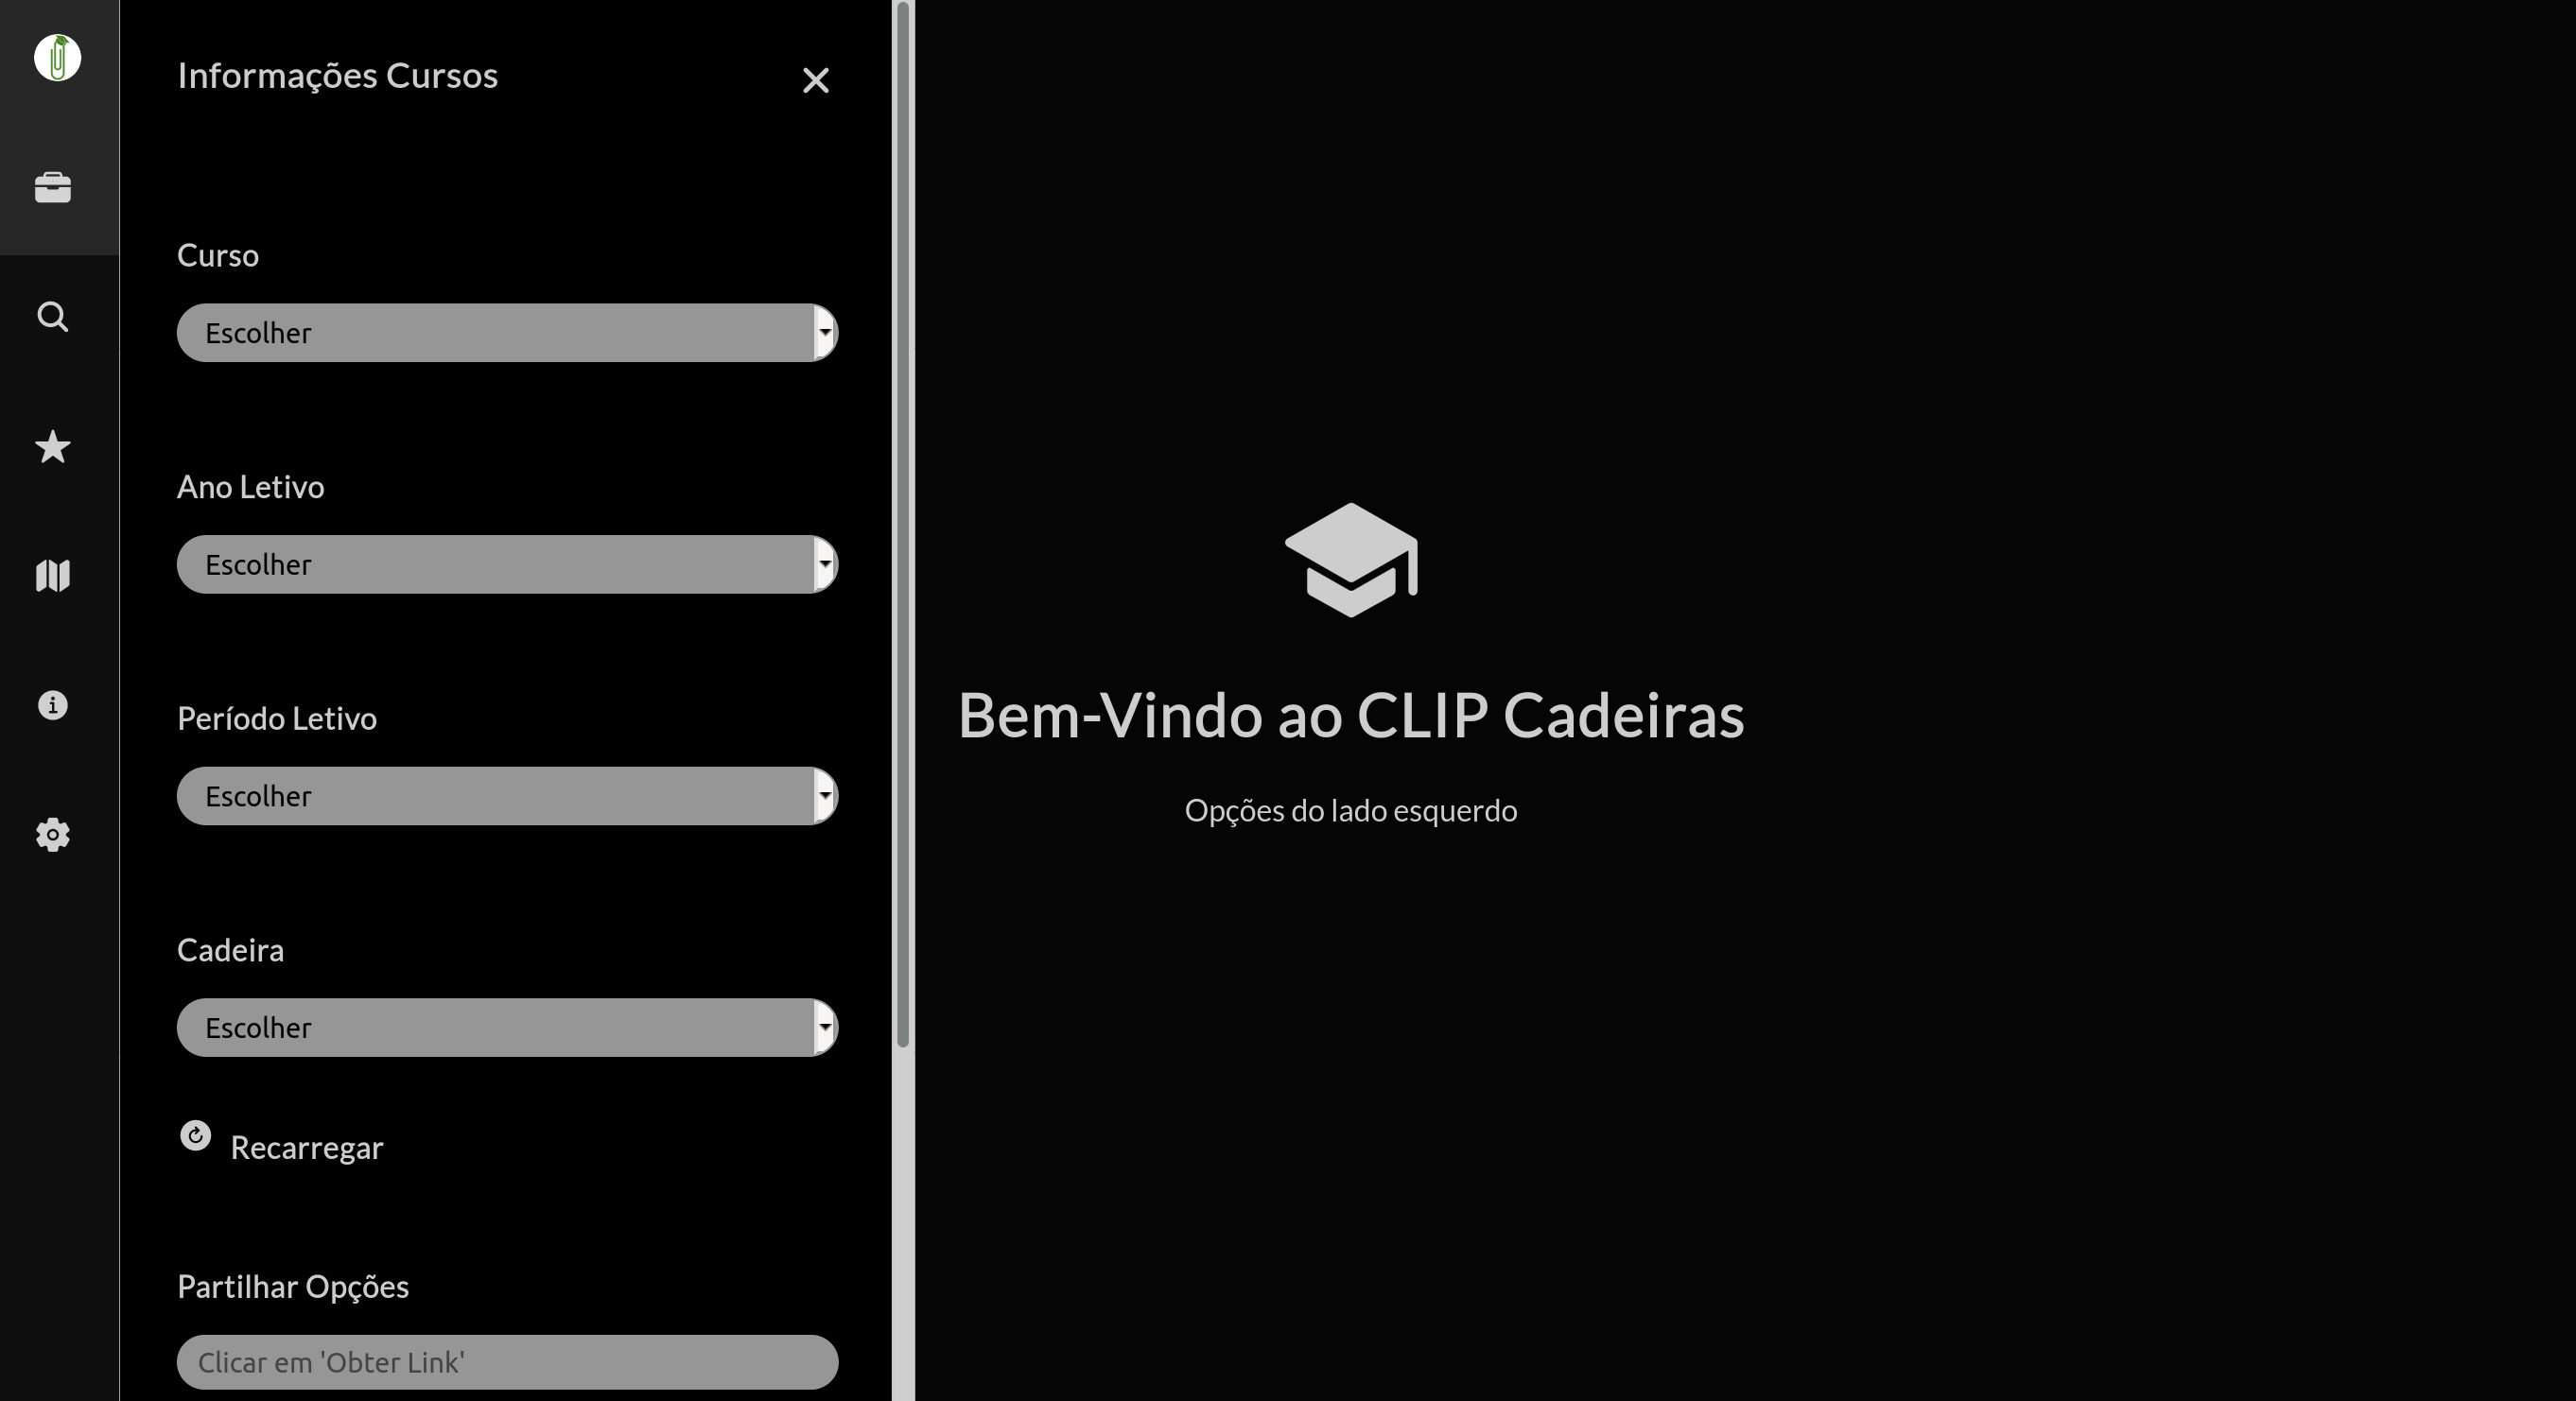 Informações Cursos
Curso
Escolher
Ano Letivo
Escolher
Período Letivo
Escolher
Cadeira
Escolher
Recarregar
Partilhar Opções
Clicar em 'Obter Link'
Bem-Vindo ao CLIP Cadeiras
Opções do lado esquerdo